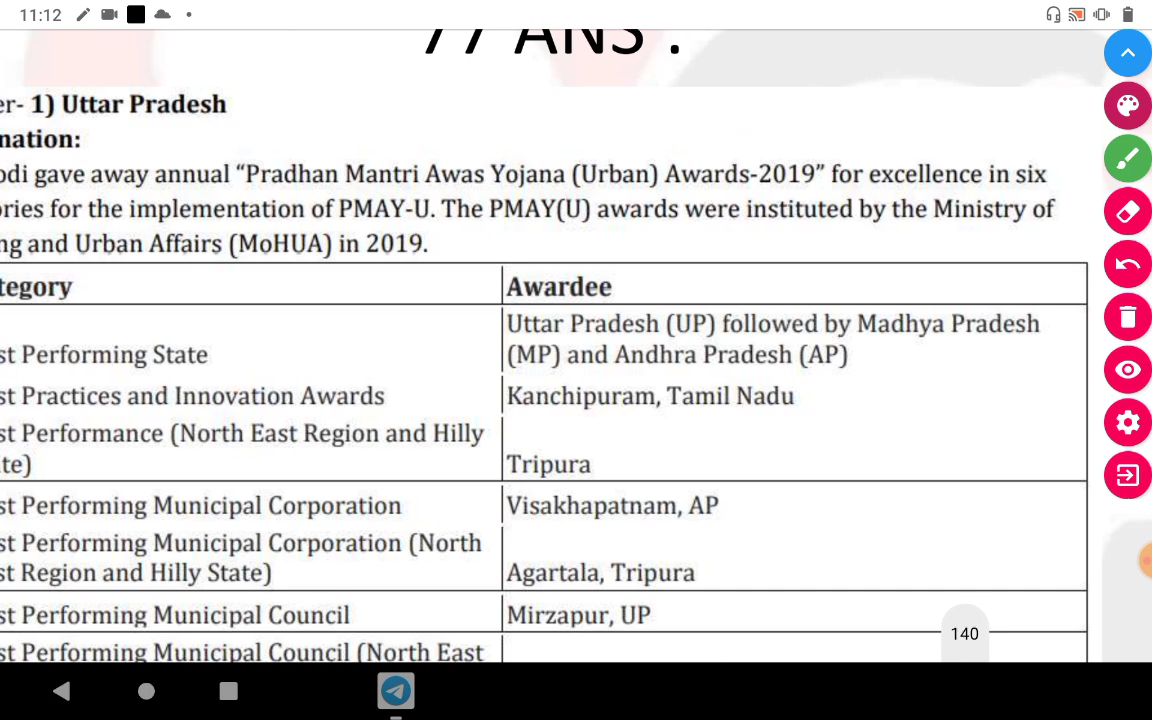 11:12
77 ANS :
er- 1) Uttar Pradesh
nation:
odi gave away annual “Pradhan Mantri Awas Yojana (Urban) Awards-2019” for excellence in six
ories for the implementation of PMAY-U. The PMAY(U) awards were instituted by the Ministry of
ng and Urban Affairs (MoHUA) in 2019.
tegory Awardee
st Performing State Uttar Pradesh (UP) followed by Madhya Pradesh
(MP) and Andhra Pradesh (AP)
st Practices and Innovation Awards Kanchipuram, Tamil Nadu
st Performance (North East Region and Hilly
te) Tripura
st Performing Municipal Corporation Visakhapatnam, AP
st Performing Municipal Corporation (North
st Region and Hilly State) Agartala, Tripura
st Performing Municipal Council Mirzapur, UP
140
st Performing Municipal Council (North East